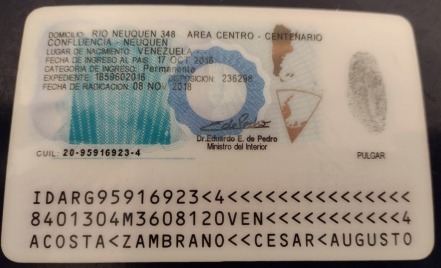 DOMICILIO: RIO NEUQUEN 348 AREA CENTRO - CENTENARIO
CONFLUENCIA - NEUQUEN
LUGAR DE NACIMIENTO: VENEZUELA
FECHA DE INGRESO AL PAIS: 17 OCT 2018
CATEGORIA DE INGRESO: Permanente
EXPEDIENTE: 1859602018 DISPOSICION: 236298
FECHA DE RADICACION: 08 NOV 2018
Dr. Eduardo E. de Pedro
Ministro del Interior
CUIL: 20-95916923-4
PULGAR
IDARG95916923<4<<<<<<<<<<<<<<<
8401304M3608120VEN<<<<<<<<<<<4
ACOSTA<ZAMBRANO<<CESAR<AUGUSTO